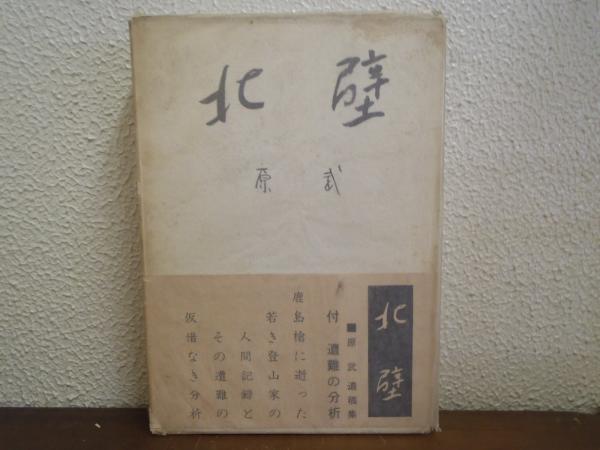 北壁
原武
北壁
■原武遺稿集
付 遭難の分析
鹿島槍に逝った
若き登山家の
人間記録と
その遭難の
仮借なき分析